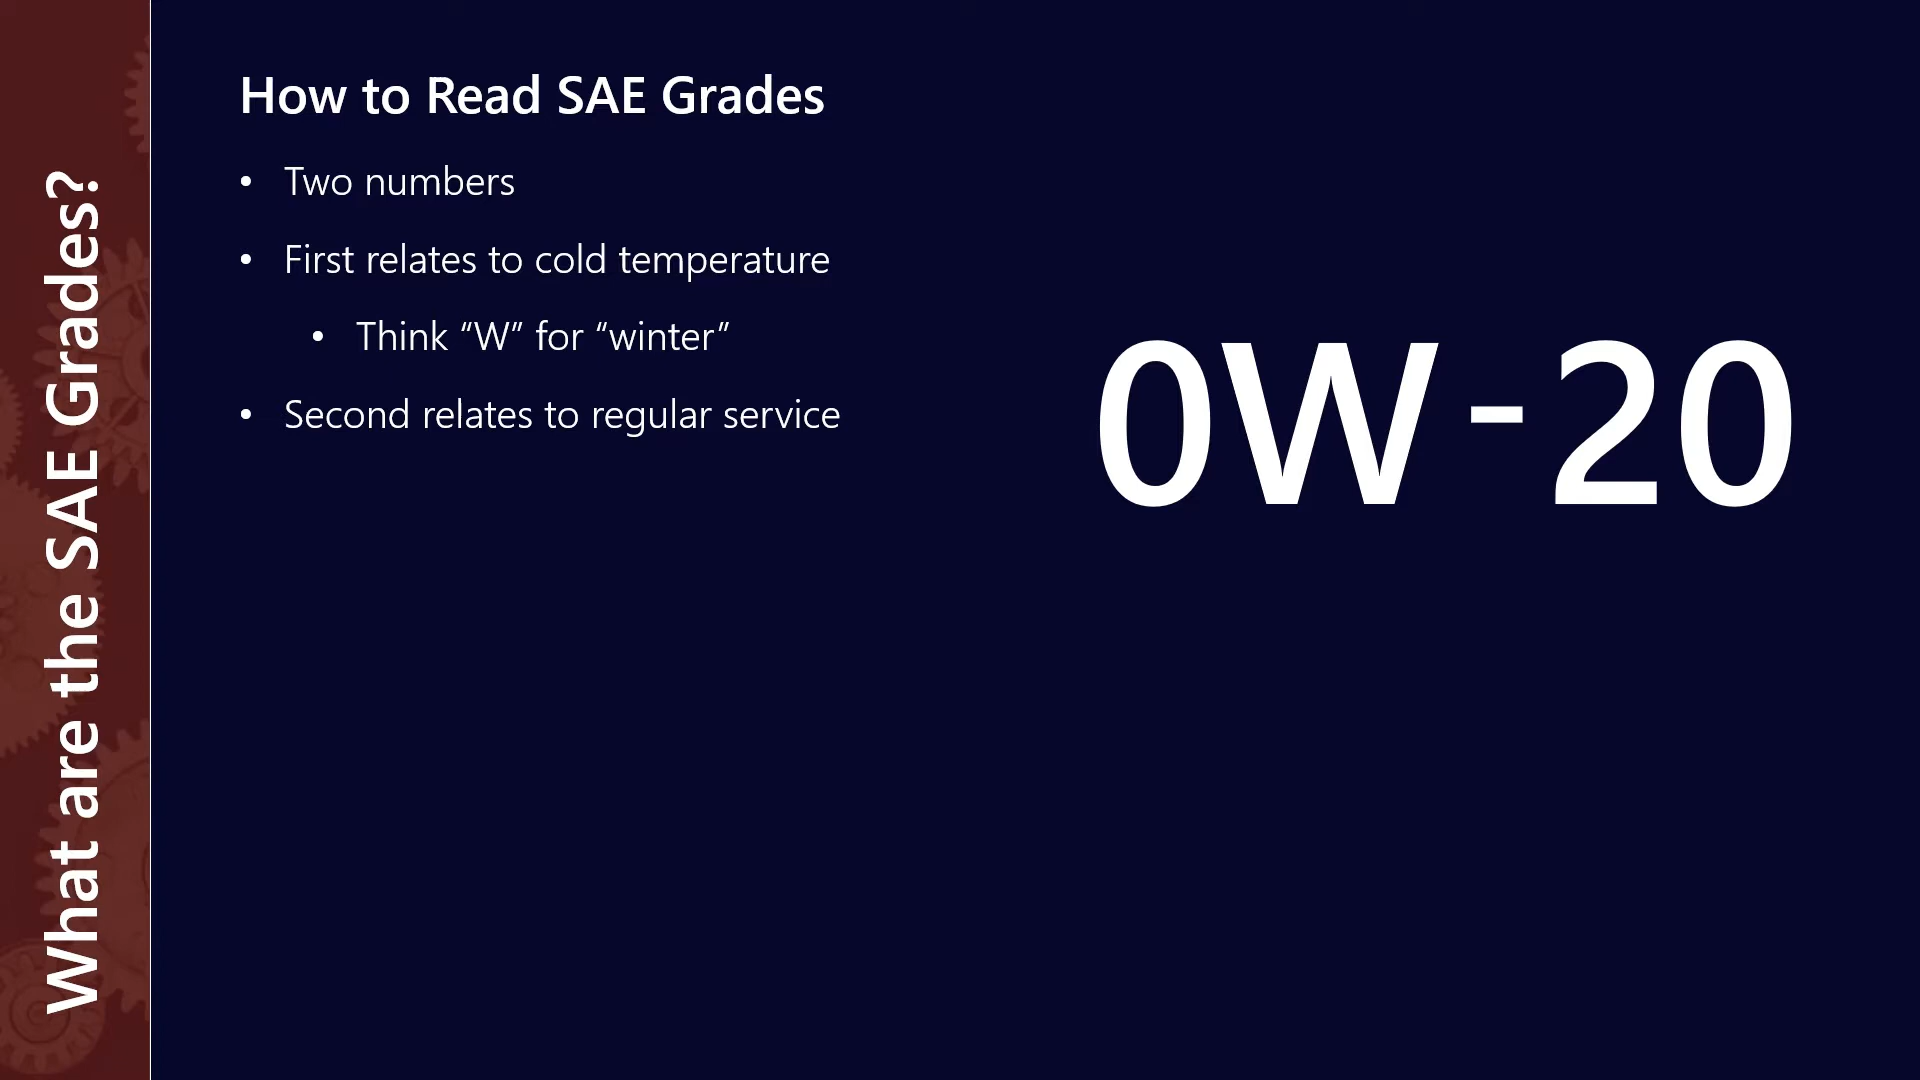 What are the SAE Grades?
How to Read SAE Grades
• Two numbers
• First relates to cold temperature
• Think “W” for “winter”
• Second relates to regular service
0W-20